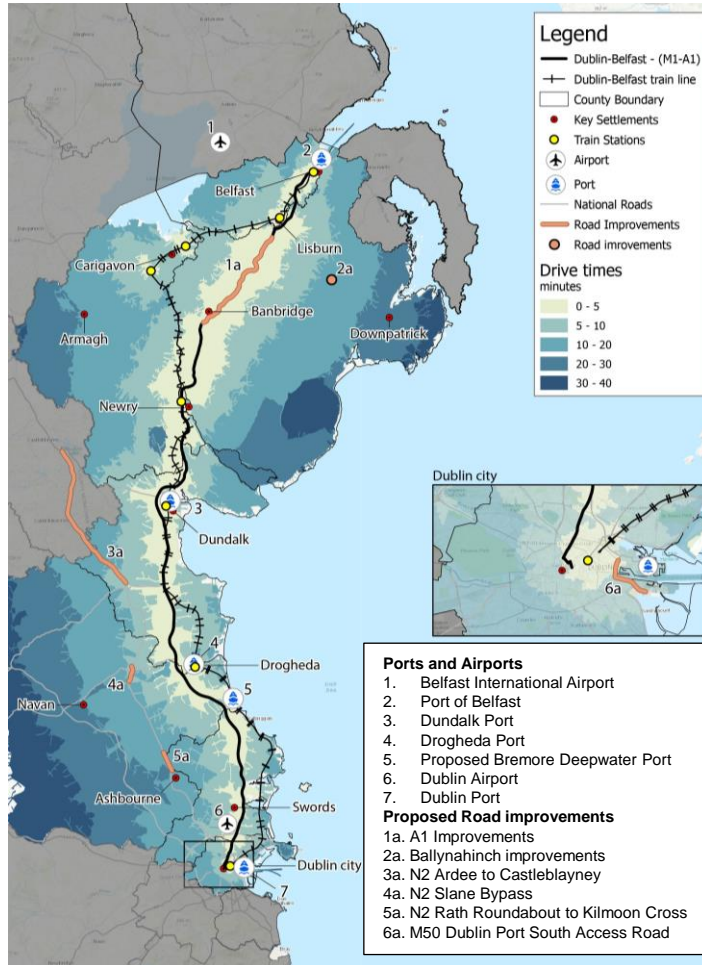 Legend
Dublin-Belfast - (M1-A1)
Dublin-Belfast train line
County Boundary
Key Settlements
Train Stations
Airport
Port
National Roads
Road Improvements
Road imrovements
Drive times
minutes
0 - 5
5 - 10
10 - 20
20 - 30
30 - 40
1
2
Belfast
Lisburn
Carigavon
1a
2a
Banbridge
Armagh
Downpatrick
Newry
3
Dundalk
3a
4
Drogheda
4a
5
Navan
5a
Ashbourne
Swords
6
Dublin city
7
Dublin city
6a
Ports and Airports
1. Belfast International Airport
2. Port of Belfast
3. Dundalk Port
4. Drogheda Port
5. Proposed Bremore Deepwater Port
6. Dublin Airport
7. Dublin Port
Proposed Road improvements
1a. A1 Improvements
2a. Ballynahinch improvements
3a. N2 Ardee to Castleblayney
4a. N2 Slane Bypass
5a. N2 Rath Roundabout to Kilmoon Cross
6a. M50 Dublin Port South Access Road